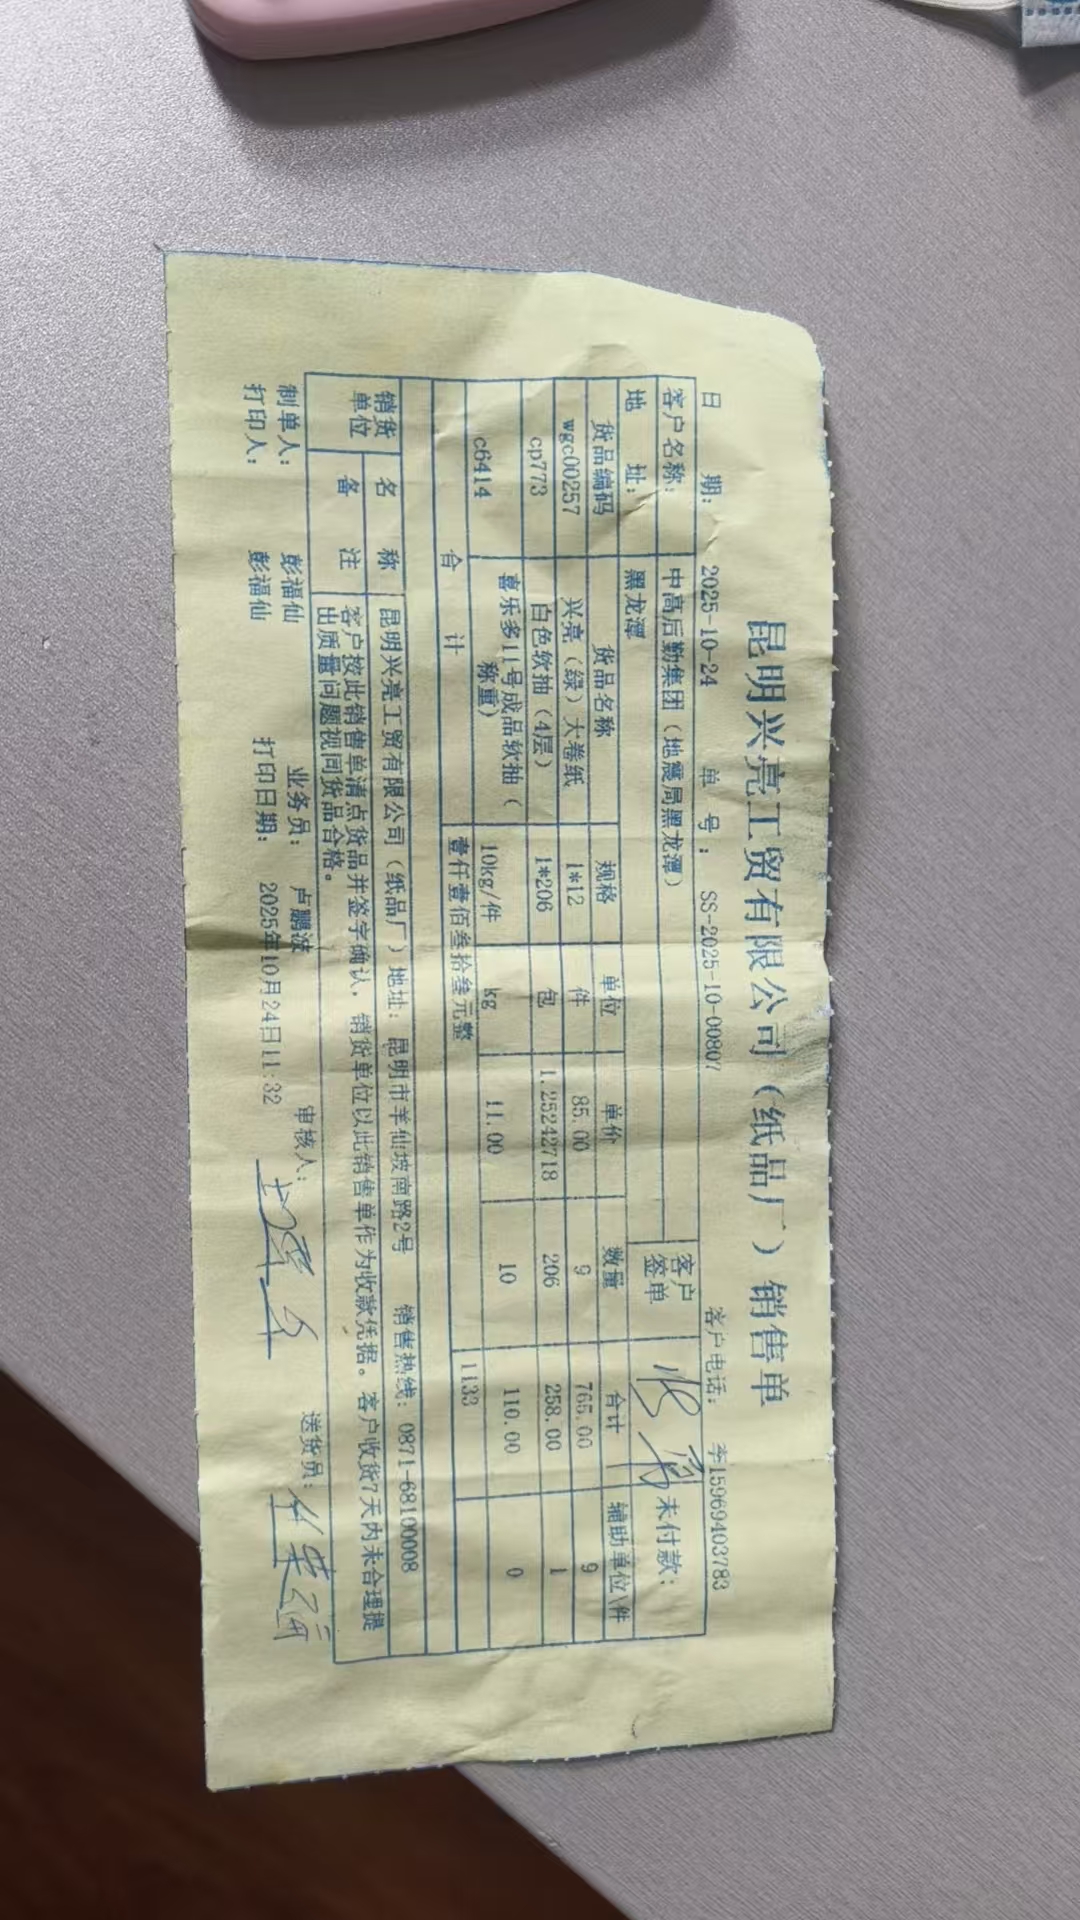 昆明兴亮工贸有限公司（纸品厂）销售单
日 期： 2025-10-24 单 号： SS-2025-10-00807 客户电话： 李15969403783
客户名称： 中高后勤集团（地震局黑龙潭） 客户签单 未付款：
地 址： 黑龙潭
货品编码 货品名称 规格 单位 单价 数量 合计 辅助单位\件
wgc00257 兴亮（绿）大卷纸 1*12 件 85.00 9 765.00 9
cp773 白色软抽（4层） 1*206 包 1.25242718 206 258.00 1
c6414 喜乐多11号成品软抽（称重） 10kg/件 kg 11.00 10 110.00 0
合 计 壹仟壹佰叁拾叁元整 1133
销货单位 名 称 昆明兴亮工贸有限公司（纸品厂）地址：昆明市羊仙坡南路2号 销售热线：0871-68100008
备 注 客户按此销售单清点货品并签字确认，销货单位以此销售单作为收款凭据。客户收货7天内未合理提
出质量问题视同货品合格。
制单人： 彭福仙 业务员： 卢鹏波 审核人： 送货员：
打印人： 彭福仙 打印日期： 2025年10月24日11:32